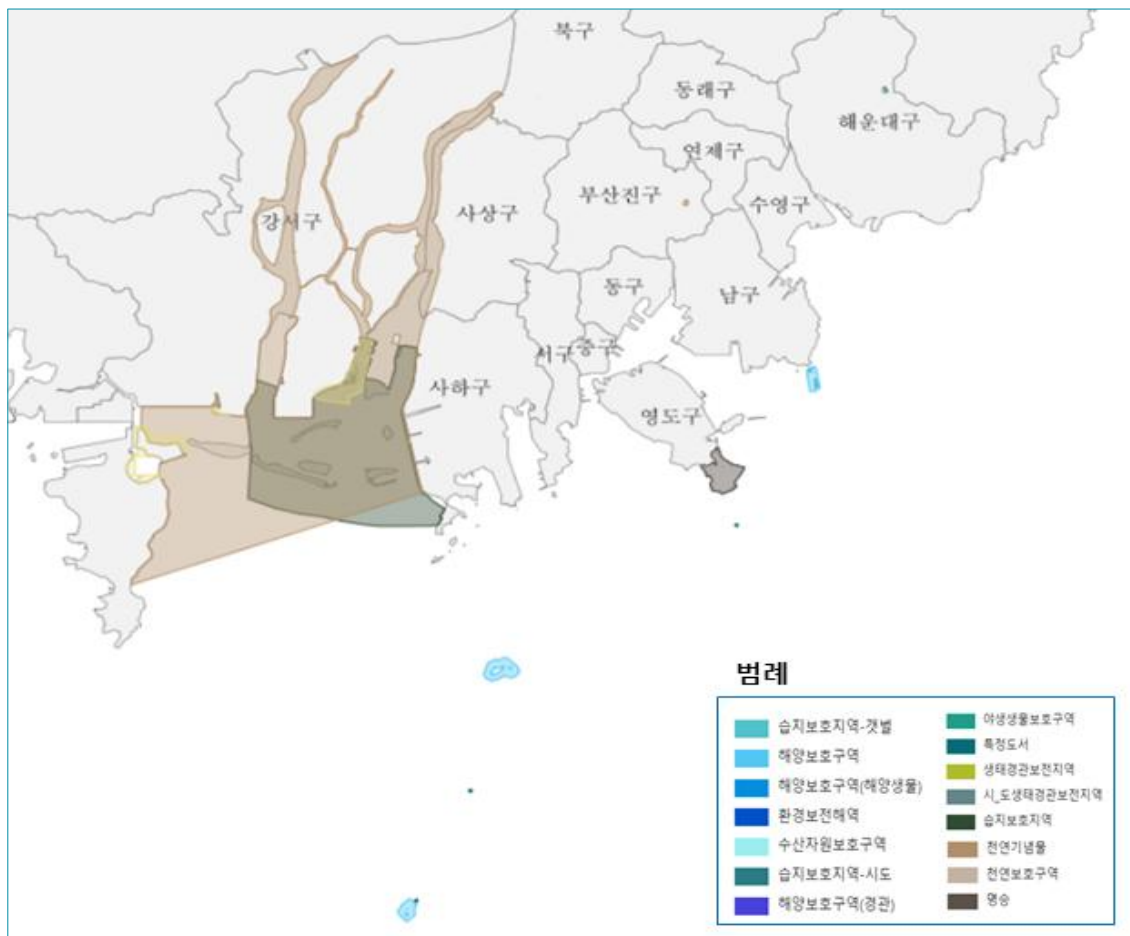 북구
동래구
해운대구
연제구
부산진구
수영구
사상구
강서구
동구
남구
서구
중구
사하구
영도구
범례
습지보호지역-갯벌
해양보호구역
해양보호구역(해양생물)
환경보전해역
수산자원보호구역
습지보호지역-시도
해양보호구역(경관)
야생생물보호구역
특정도서
생태경관보전지역
시_도생태경관보전지역
습지보호지역
천연기념물
천연보호구역
명승